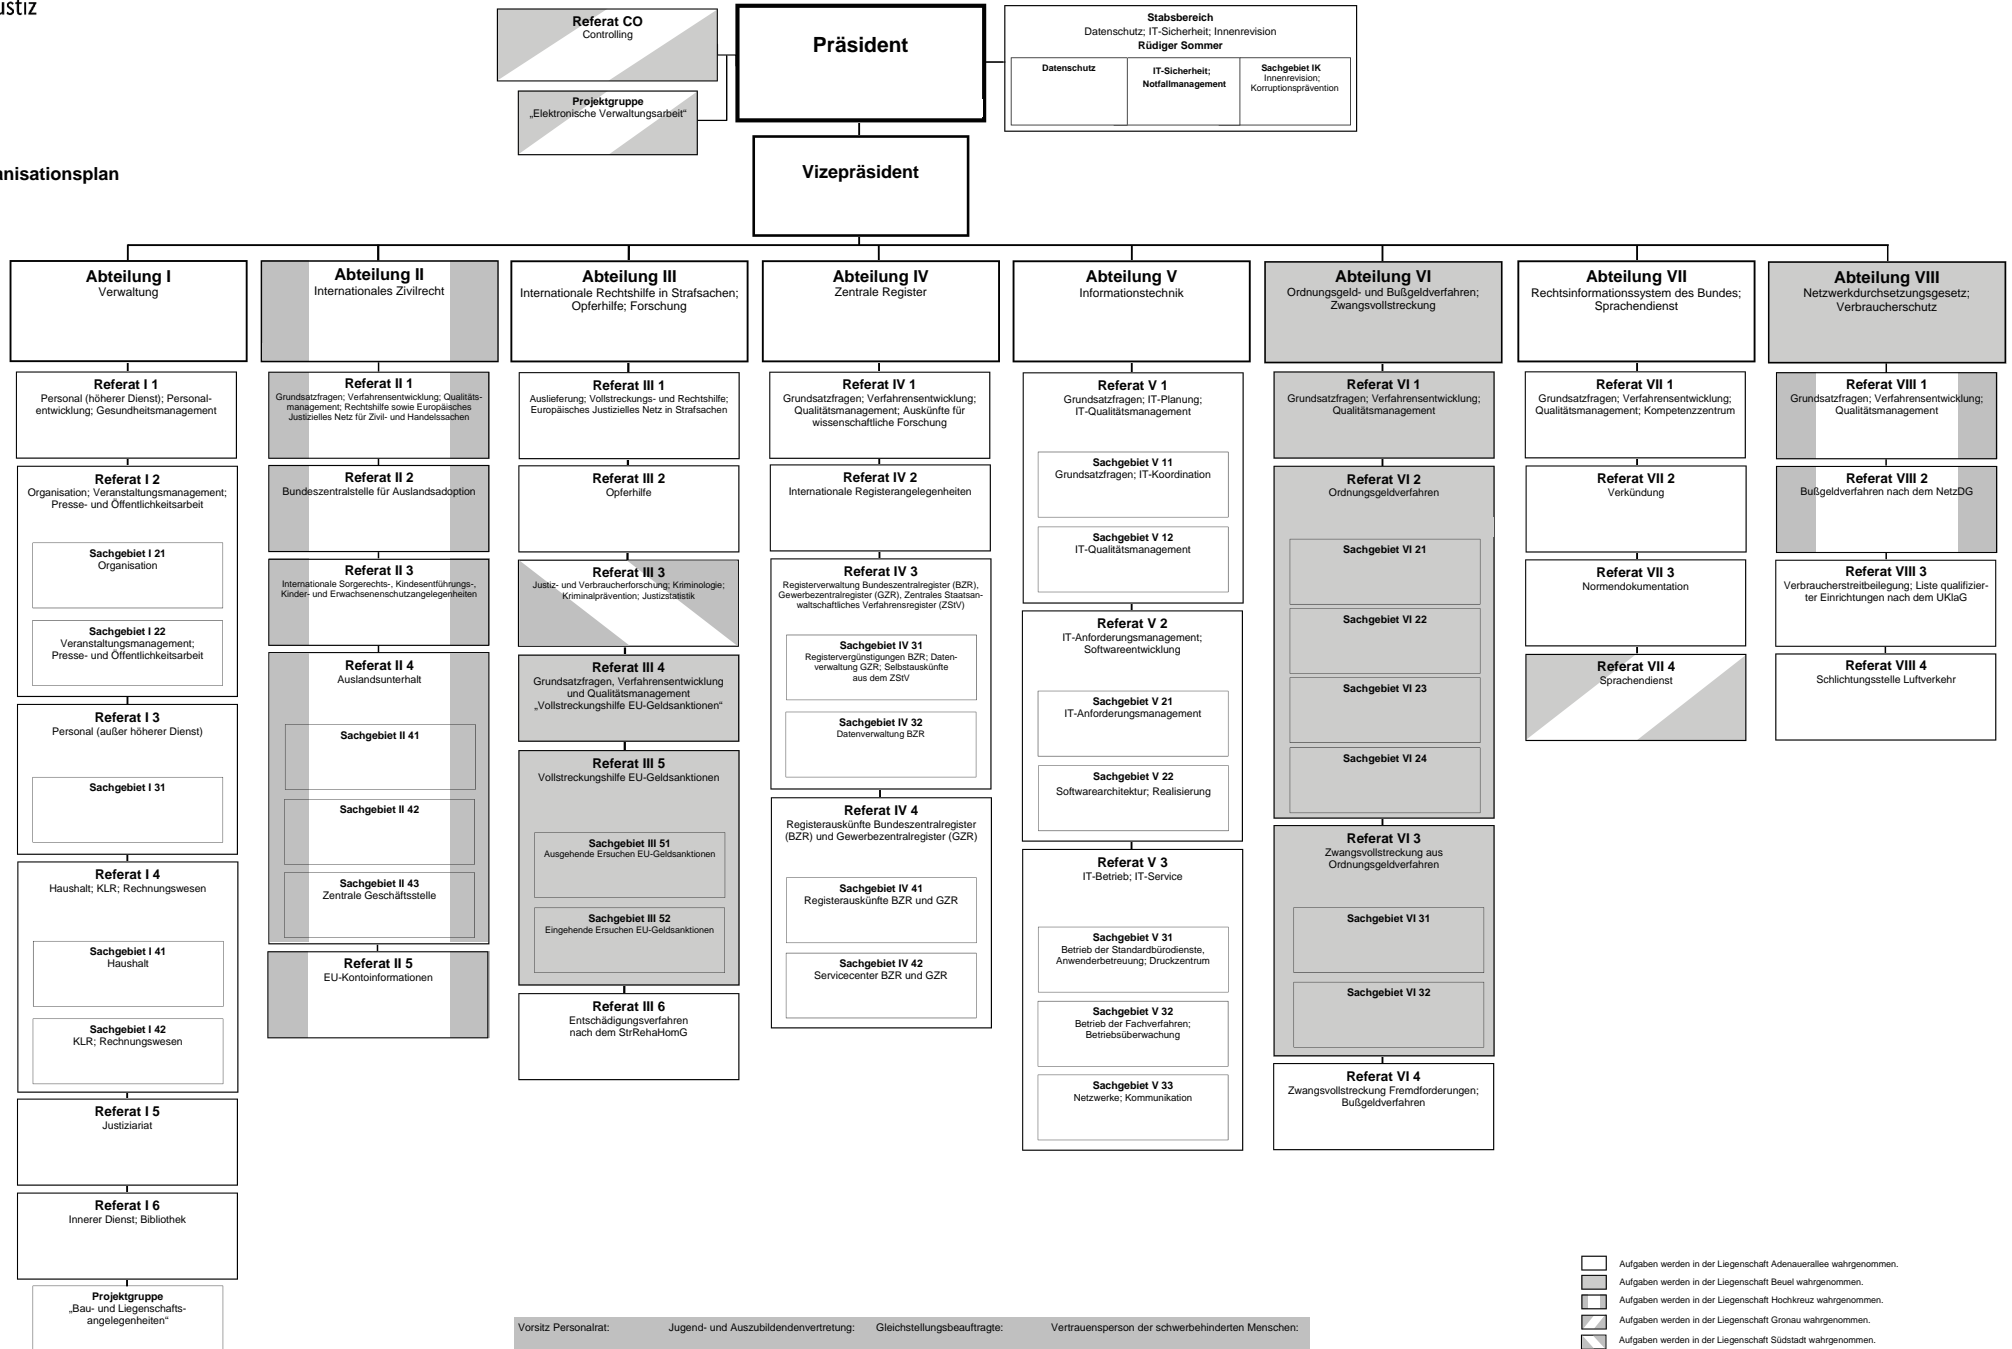 ustiz
Referat CO
Controlling
Projektgruppe
„Elektronische Verwaltungsarbeit“
Präsident
Stabsbereich
Datenschutz; IT-Sicherheit; Innenrevision
Rüdiger Sommer
Datenschutz
IT-Sicherheit;
Notfallmanagement
Sachgebiet IK
Innenrevision;
Korruptionsprävention
Vizepräsident
anisationsplan
Abteilung I
Verwaltung
Referat I 1
Personal (höherer Dienst); Personal-
entwicklung; Gesundheitsmanagement
Referat I 2
Organisation; Veranstaltungsmanagement;
Presse- und Öffentlichkeitsarbeit
Sachgebiet I 21
Organisation
Sachgebiet I 22
Veranstaltungsmanagement;
Presse- und Öffentlichkeitsarbeit
Referat I 3
Personal (außer höherer Dienst)
Sachgebiet I 31
Referat I 4
Haushalt; KLR; Rechnungswesen
Sachgebiet I 41
Haushalt
Sachgebiet I 42
KLR; Rechnungswesen
Referat I 5
Justiziariat
Referat I 6
Innerer Dienst; Bibliothek
Projektgruppe
„Bau- und Liegenschafts-
angelegenheiten“
Abteilung II
Internationales Zivilrecht
Referat II 1
Grundsatzfragen; Verfahrensentwicklung; Qualitäts-
management; Rechtshilfe sowie Europäisches
Justizielles Netz für Zivil- und Handelssachen
Referat II 2
Bundeszentralstelle für Auslandsadoption
Referat II 3
Internationale Sorgerechts-, Kindesentführungs-,
Kinder- und Erwachsenenschutzangelegenheiten
Referat II 4
Auslandsunterhalt
Sachgebiet II 41
Sachgebiet II 42
Sachgebiet II 43
Zentrale Geschäftsstelle
Referat II 5
EU-Kontoinformationen
Abteilung III
Internationale Rechtshilfe in Strafsachen;
Opferhilfe; Forschung
Referat III 1
Auslieferung; Vollstreckungs- und Rechtshilfe;
Europäisches Justizielles Netz in Strafsachen
Referat III 2
Opferhilfe
Referat III 3
Justiz- und Verbraucherforschung; Kriminologie;
Kriminalprävention; Justizstatistik
Referat III 4
Grundsatzfragen, Verfahrensentwicklung
und Qualitätsmanagement
„Vollstreckungshilfe EU-Geldsanktionen“
Referat III 5
Vollstreckungshilfe EU-Geldsanktionen
Sachgebiet III 51
Ausgehende Ersuchen EU-Geldsanktionen
Sachgebiet III 52
Eingehende Ersuchen EU-Geldsanktionen
Referat III 6
Entschädigungsverfahren
nach dem StrRehaHomG
Abteilung IV
Zentrale Register
Referat IV 1
Grundsatzfragen; Verfahrensentwicklung;
Qualitätsmanagement; Auskünfte für
wissenschaftliche Forschung
Referat IV 2
Internationale Registerangelegenheiten
Referat IV 3
Registerverwaltung Bundeszentralregister (BZR),
Gewerbezentralregister (GZR), Zentrales Staatsan-
waltschaftliches Verfahrensregister (ZStV)
Sachgebiet IV 31
Registervergünstigungen BZR; Daten-
verwaltung GZR; Selbstauskünfte
aus dem ZStV
Sachgebiet IV 32
Datenverwaltung BZR
Referat IV 4
Registerauskünfte Bundeszentralregister
(BZR) und Gewerbezentralregister (GZR)
Sachgebiet IV 41
Registerauskünfte BZR und GZR
Sachgebiet IV 42
Servicecenter BZR und GZR
Abteilung V
Informationstechnik
Referat V 1
Grundsatzfragen; IT-Planung;
IT-Qualitätsmanagement
Sachgebiet V 11
Grundsatzfragen; IT-Koordination
Sachgebiet V 12
IT-Qualitätsmanagement
Referat V 2
IT-Anforderungsmanagement;
Softwareentwicklung
Sachgebiet V 21
IT-Anforderungsmanagement
Sachgebiet V 22
Softwarearchitektur; Realisierung
Referat V 3
IT-Betrieb; IT-Service
Sachgebiet V 31
Betrieb der Standardbürodienste,
Anwenderbetreuung; Druckzentrum
Sachgebiet V 32
Betrieb der Fachverfahren;
Betriebsüberwachung
Sachgebiet V 33
Netzwerke; Kommunikation
Abteilung VI
Ordnungsgeld- und Bußgeldverfahren;
Zwangsvollstreckung
Referat VI 1
Grundsatzfragen; Verfahrensentwicklung;
Qualitätsmanagement
Referat VI 2
Ordnungsgeldverfahren
Sachgebiet VI 21
Sachgebiet VI 22
Sachgebiet VI 23
Sachgebiet VI 24
Referat VI 3
Zwangsvollstreckung aus
Ordnungsgeldverfahren
Sachgebiet VI 31
Sachgebiet VI 32
Referat VI 4
Zwangsvollstreckung Fremdforderungen;
Bußgeldverfahren
Abteilung VII
Rechtsinformationssystem des Bundes;
Sprachendienst
Referat VII 1
Grundsatzfragen; Verfahrensentwicklung;
Qualitätsmanagement; Kompetenzzentrum
Referat VII 2
Verkündung
Referat VII 3
Normendokumentation
Referat VII 4
Sprachendienst
Abteilung VIII
Netzwerkdurchsetzungsgesetz;
Verbraucherschutz
Referat VIII 1
Grundsatzfragen; Verfahrensentwicklung;
Qualitätsmanagement
Referat VIII 2
Bußgeldverfahren nach dem NetzDG
Referat VIII 3
Verbraucherstreitbeilegung; Liste qualifizier-
ter Einrichtungen nach dem UKlaG
Referat VIII 4
Schlichtungsstelle Luftverkehr
Vorsitz Personalrat: Jugend- und Auszubildendenvertretung: Gleichstellungsbeauftragte: Vertrauensperson der schwerbehinderten Menschen:
Aufgaben werden in der Liegenschaft Adenauerallee wahrgenommen.
Aufgaben werden in der Liegenschaft Beuel wahrgenommen.
Aufgaben werden in der Liegenschaft Hochkreuz wahrgenommen.
Aufgaben werden in der Liegenschaft Gronau wahrgenommen.
Aufgaben werden in der Liegenschaft Südstadt wahrgenommen.